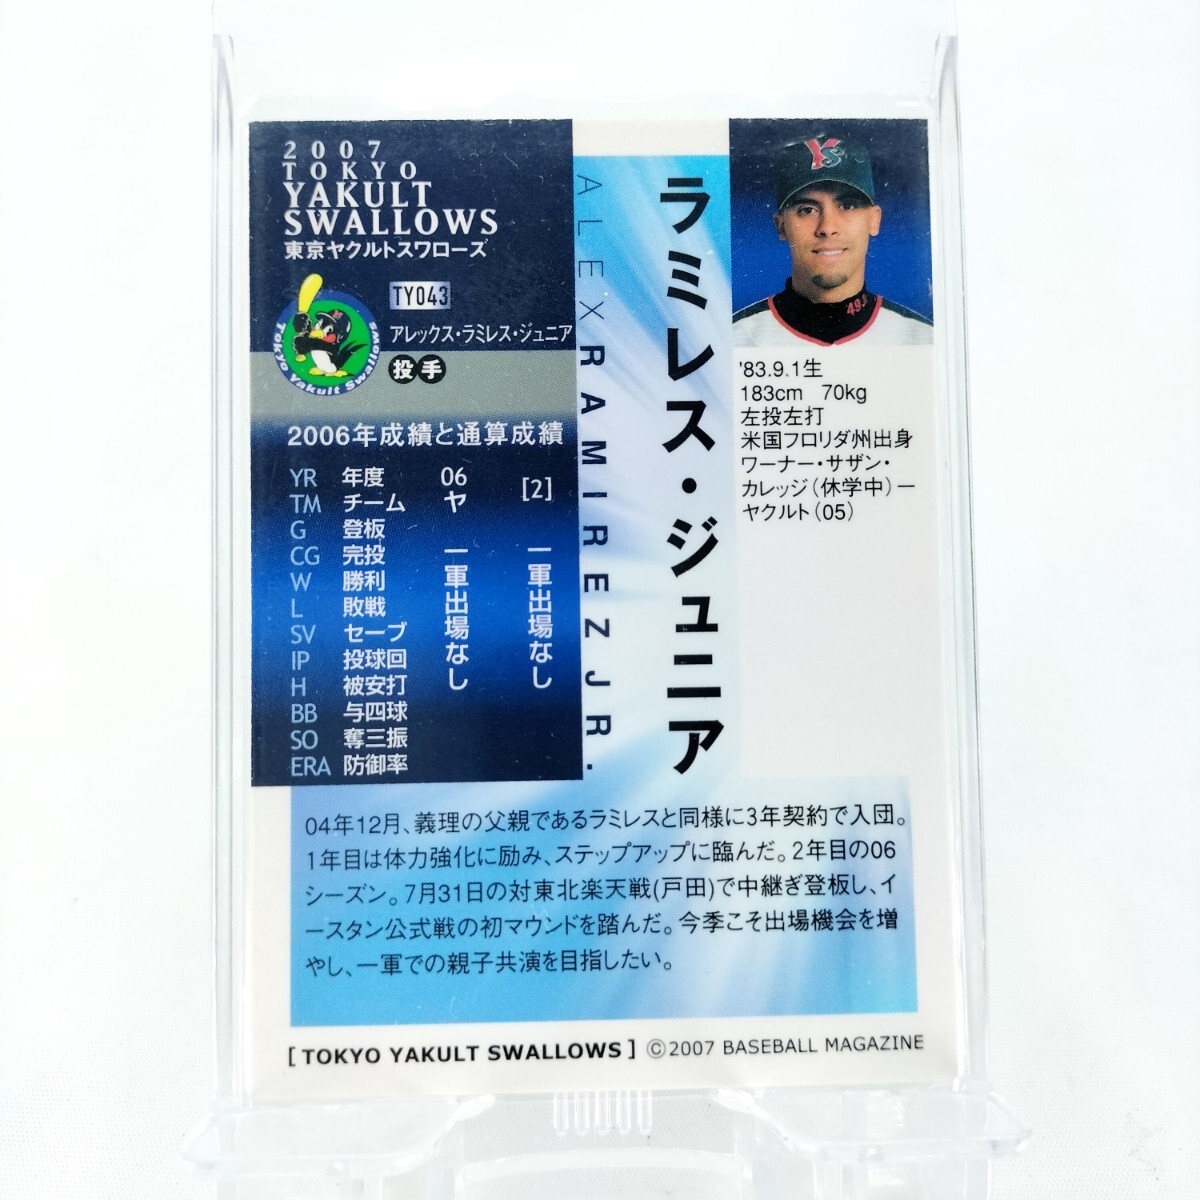 2007
TOKYO
YAKULT
SWALLOWS
東京ヤクルトスワローズ
TY043
アレックス・ラミレス・ジュニア
投手
Tokyo Yakult Swallows
2006年成績と通算成績
YR 年度 06 [2]
TM チーム ヤ
G 登板
CG 完投
W 勝利
L 敗戦
SV セーブ
IP 投球回
H 被安打
BB 与四球
SO 奪三振
ERA 防御率
一軍出場なし
一軍出場なし
ALEX RAMIREZ JR.
ラミレス・ジュニア
YS
49
'83.9.1生
183cm 70kg
左投左打
米国フロリダ州出身
ワーナー・サザン・
カレッジ(休学中)ー
ヤクルト(05)
04年12月、義理の父親であるラミレスと同様に3年契約で入団。
1年目は体力強化に励み、ステップアップに臨んだ。2年目の06
シーズン。7月31日の対東北楽天戦(戸田)で中継ぎ登板し、イ
ースタン公式戦の初マウンドを踏んだ。今季こそ出場機会を増
やし、一軍での親子共演を目指したい。
[TOKYO YAKULT SWALLOWS] ©2007 BASEBALL MAGAZINE